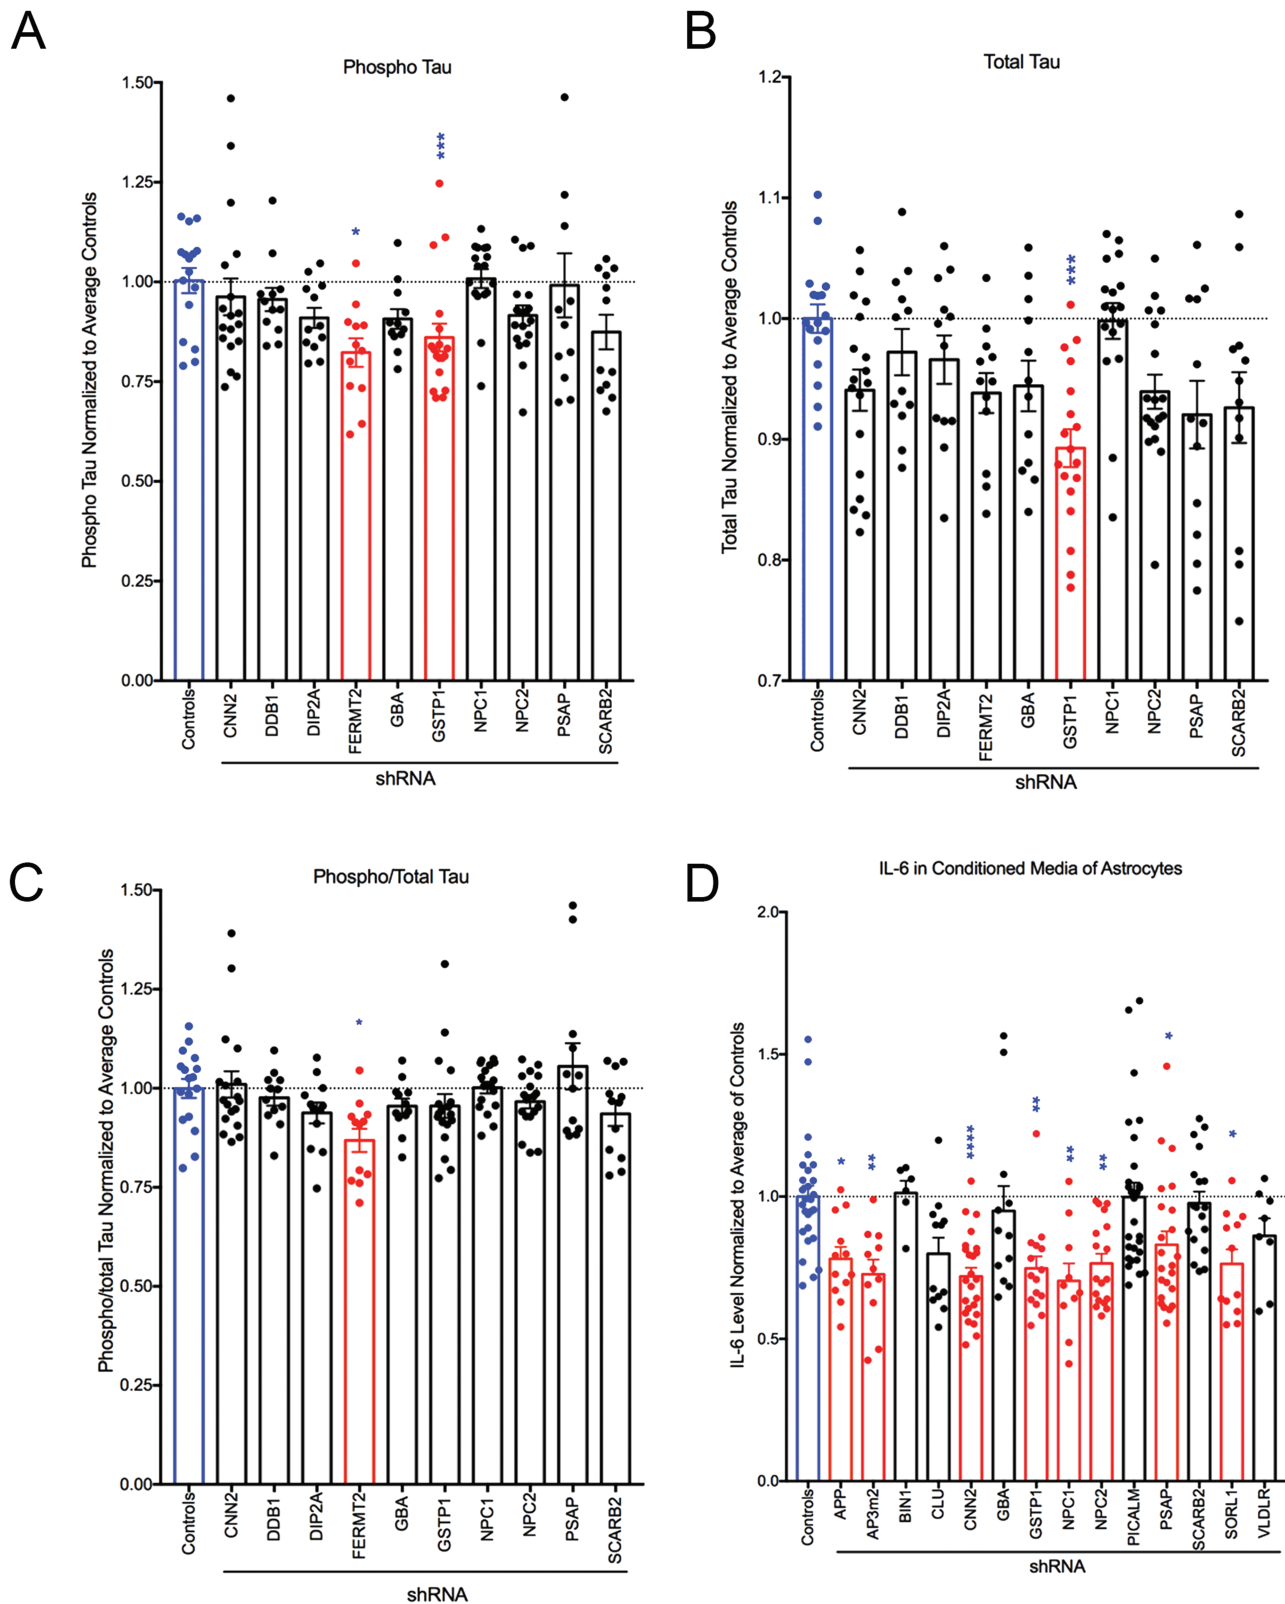 A
Phospho Tau
Phospho Tau Normalized to Average Controls
1.50
1.25
1.00
0.75
0.50
0.25
0.00
*
***
Controls
CNN2
DDB1
DIP2A
FERMT2
GBA
GSTP1
NPC1
NPC2
PSAP
SCARB2
shRNA
B
Total Tau
Total Tau Normalized to Average Controls
1.2
1.1
1.0
0.9
0.8
0.7
***
Controls
CNN2
DDB1
DIP2A
FERMT2
GBA
GSTP1
NPC1
NPC2
PSAP
SCARB2
shRNA
C
Phospho/Total Tau
Phospho/total Tau Normalized to Average Controls
1.50
1.25
1.00
0.75
0.50
0.25
0.00
*
Controls
CNN2
DDB1
DIP2A
FERMT2
GBA
GSTP1
NPC1
NPC2
PSAP
SCARB2
shRNA
D
IL-6 in Conditioned Media of Astrocytes
IL-6 Level Normalized to Average of Controls
2.0
1.5
1.0
0.5
0.0
*
**
****
**
**
**
*
*
Controls
APP
AP3m2
BIN1
CLU
CNN2
GBA
GSTP1
NPC1
NPC2
PICALM
PSAP
SCARB2
SORL1
VLDLR
shRNA